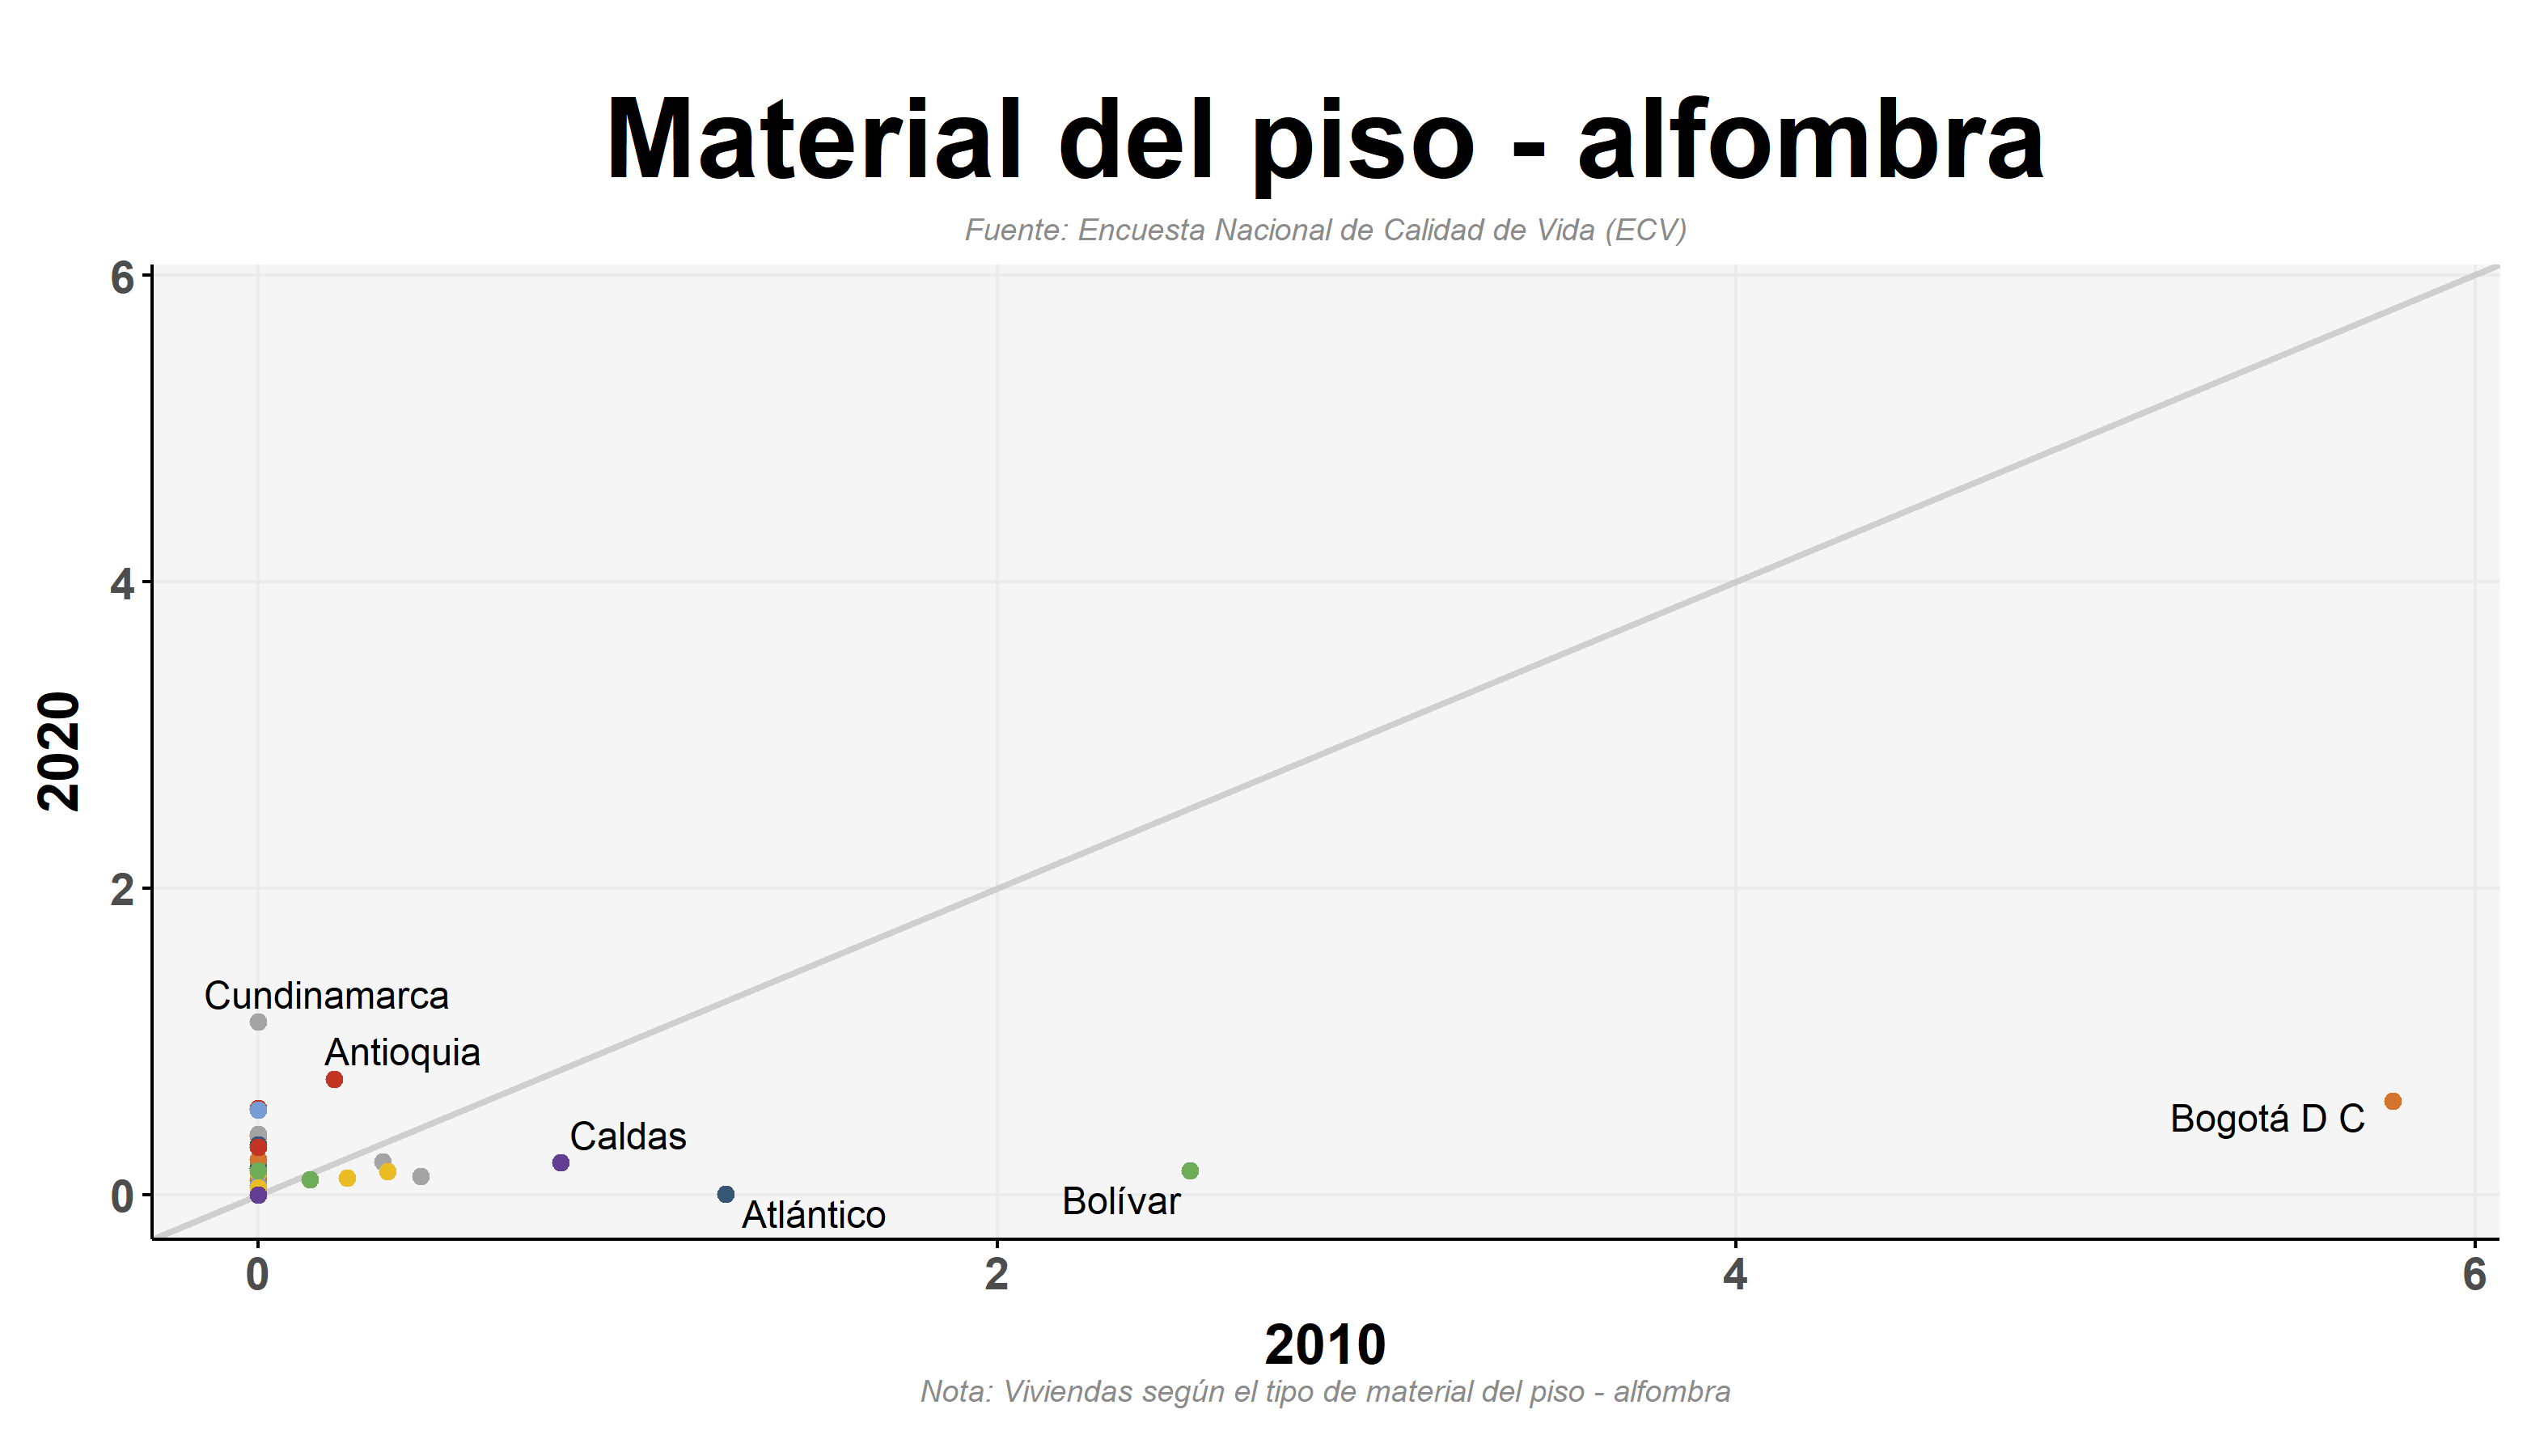 Material del piso - alfombra
Fuente: Encuesta Nacional de Calidad de Vida (ECV)
6
4
2
0
2020
Cundinamarca
Antioquia
Caldas
Atlántico
Bolívar
Bogotá D C
0 2 4 6
2010
Nota: Viviendas según el tipo de material del piso - alfombra